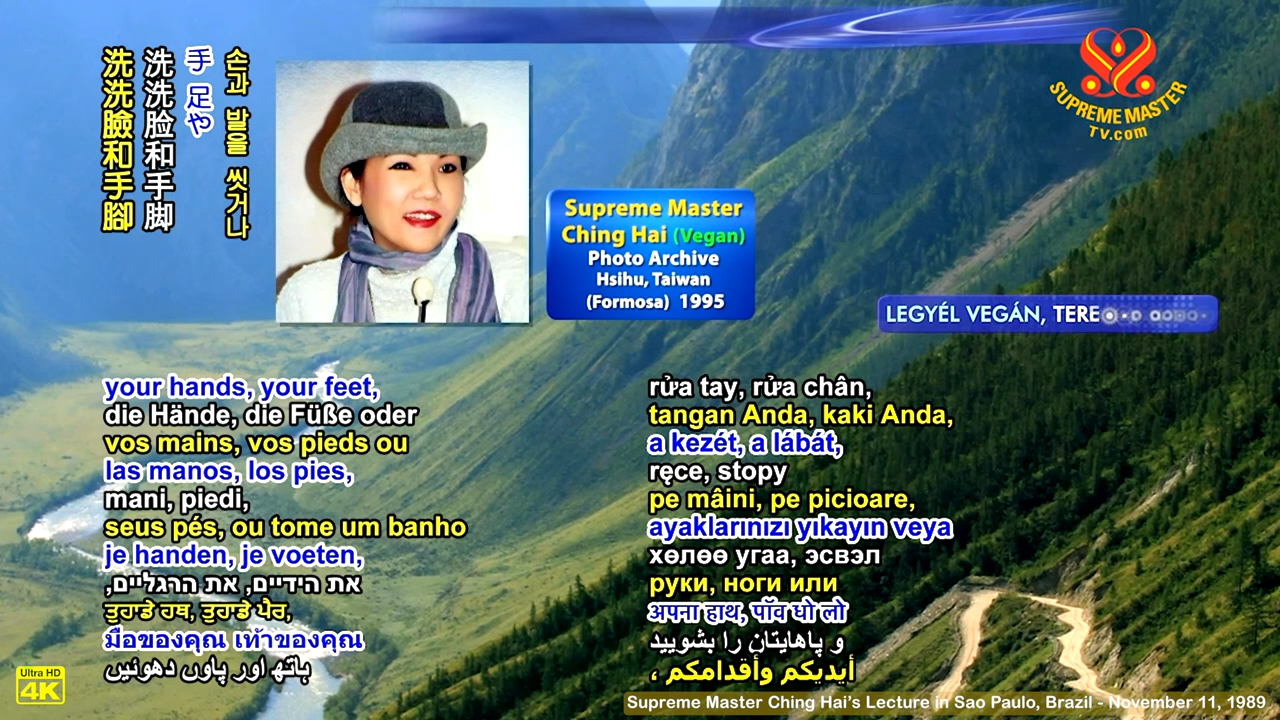 洗洗臉和手腳
洗洗脸和手脚
手 足や
손과 발을 씻거나
SUPREME MASTER
TV.com
Supreme Master
Ching Hai (Vegan)
Photo Archive
Hsihu, Taiwan
(Formosa) 1995
LEGYÉL VEGÁN, TERE
your hands, your feet,
die Hände, die Füße oder
vos mains, vos pieds ou
las manos, los pies,
mani, piedi,
seus pés, ou tome um banho
je handen, je voeten,
את הידיים, את הרגליים,
ਤੁਹਾਡੇ ਹਥ, ਤੁਹਾਡੇ ਪੈਰ,
มือของคุณ เท้าของคุณ
ہاتھ اور پاوں دھوئیں
rửa tay, rửa chân,
tangan Anda, kaki Anda,
a kezét, a lábát,
ręce, stopy
pe mâini, pe picioare,
ayaklarınızı yıkayın veya
хөлөө угаа, эсвэл
руки, ноги или
अपना हाथ, पाँव धो लो
و پاهایتان را بشویید
أيديكم وأقدامكم ،
Ultra HD
4K
Supreme Master Ching Hai's Lecture in Sao Paulo, Brazil - November 11, 1989